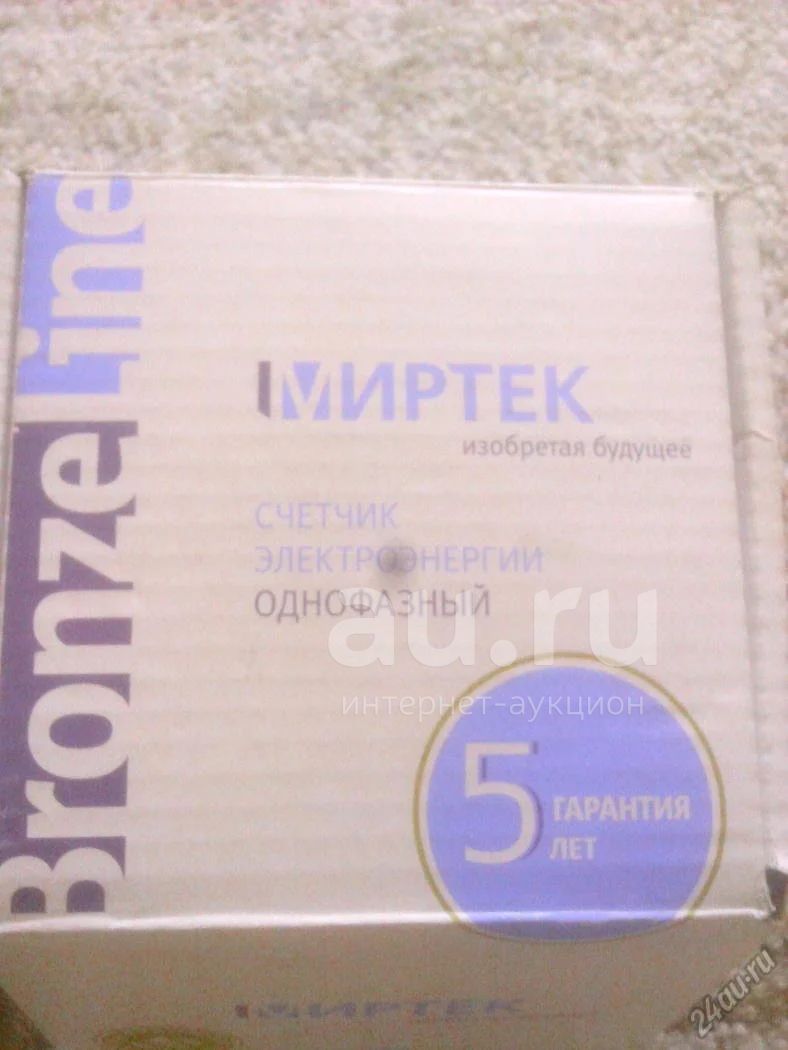 Bronze Line
МИРТЕК
изобретая будущее
СЧЕТЧИК
ЭЛЕКТРОЭНЕРГИИ
ОДНОФАЗНЫЙ
au.ru
интернет-аукцион
5 ГАРАНТИЯ
ЛЕТ
МИРТЕК
24au.ru